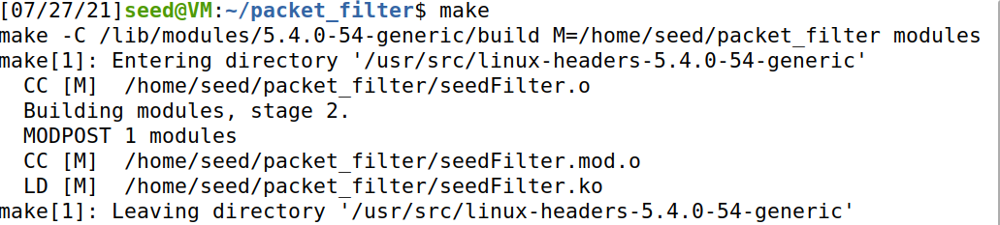 [07/27/21]seed@VM:~/packet_filter$ make
make -C /lib/modules/5.4.0-54-generic/build M=/home/seed/packet_filter modules
make[1]: Entering directory '/usr/src/linux-headers-5.4.0-54-generic'
  CC [M]  /home/seed/packet_filter/seedFilter.o
  Building modules, stage 2.
  MODPOST 1 modules
  CC [M]  /home/seed/packet_filter/seedFilter.mod.o
  LD [M]  /home/seed/packet_filter/seedFilter.ko
make[1]: Leaving directory '/usr/src/linux-headers-5.4.0-54-generic'